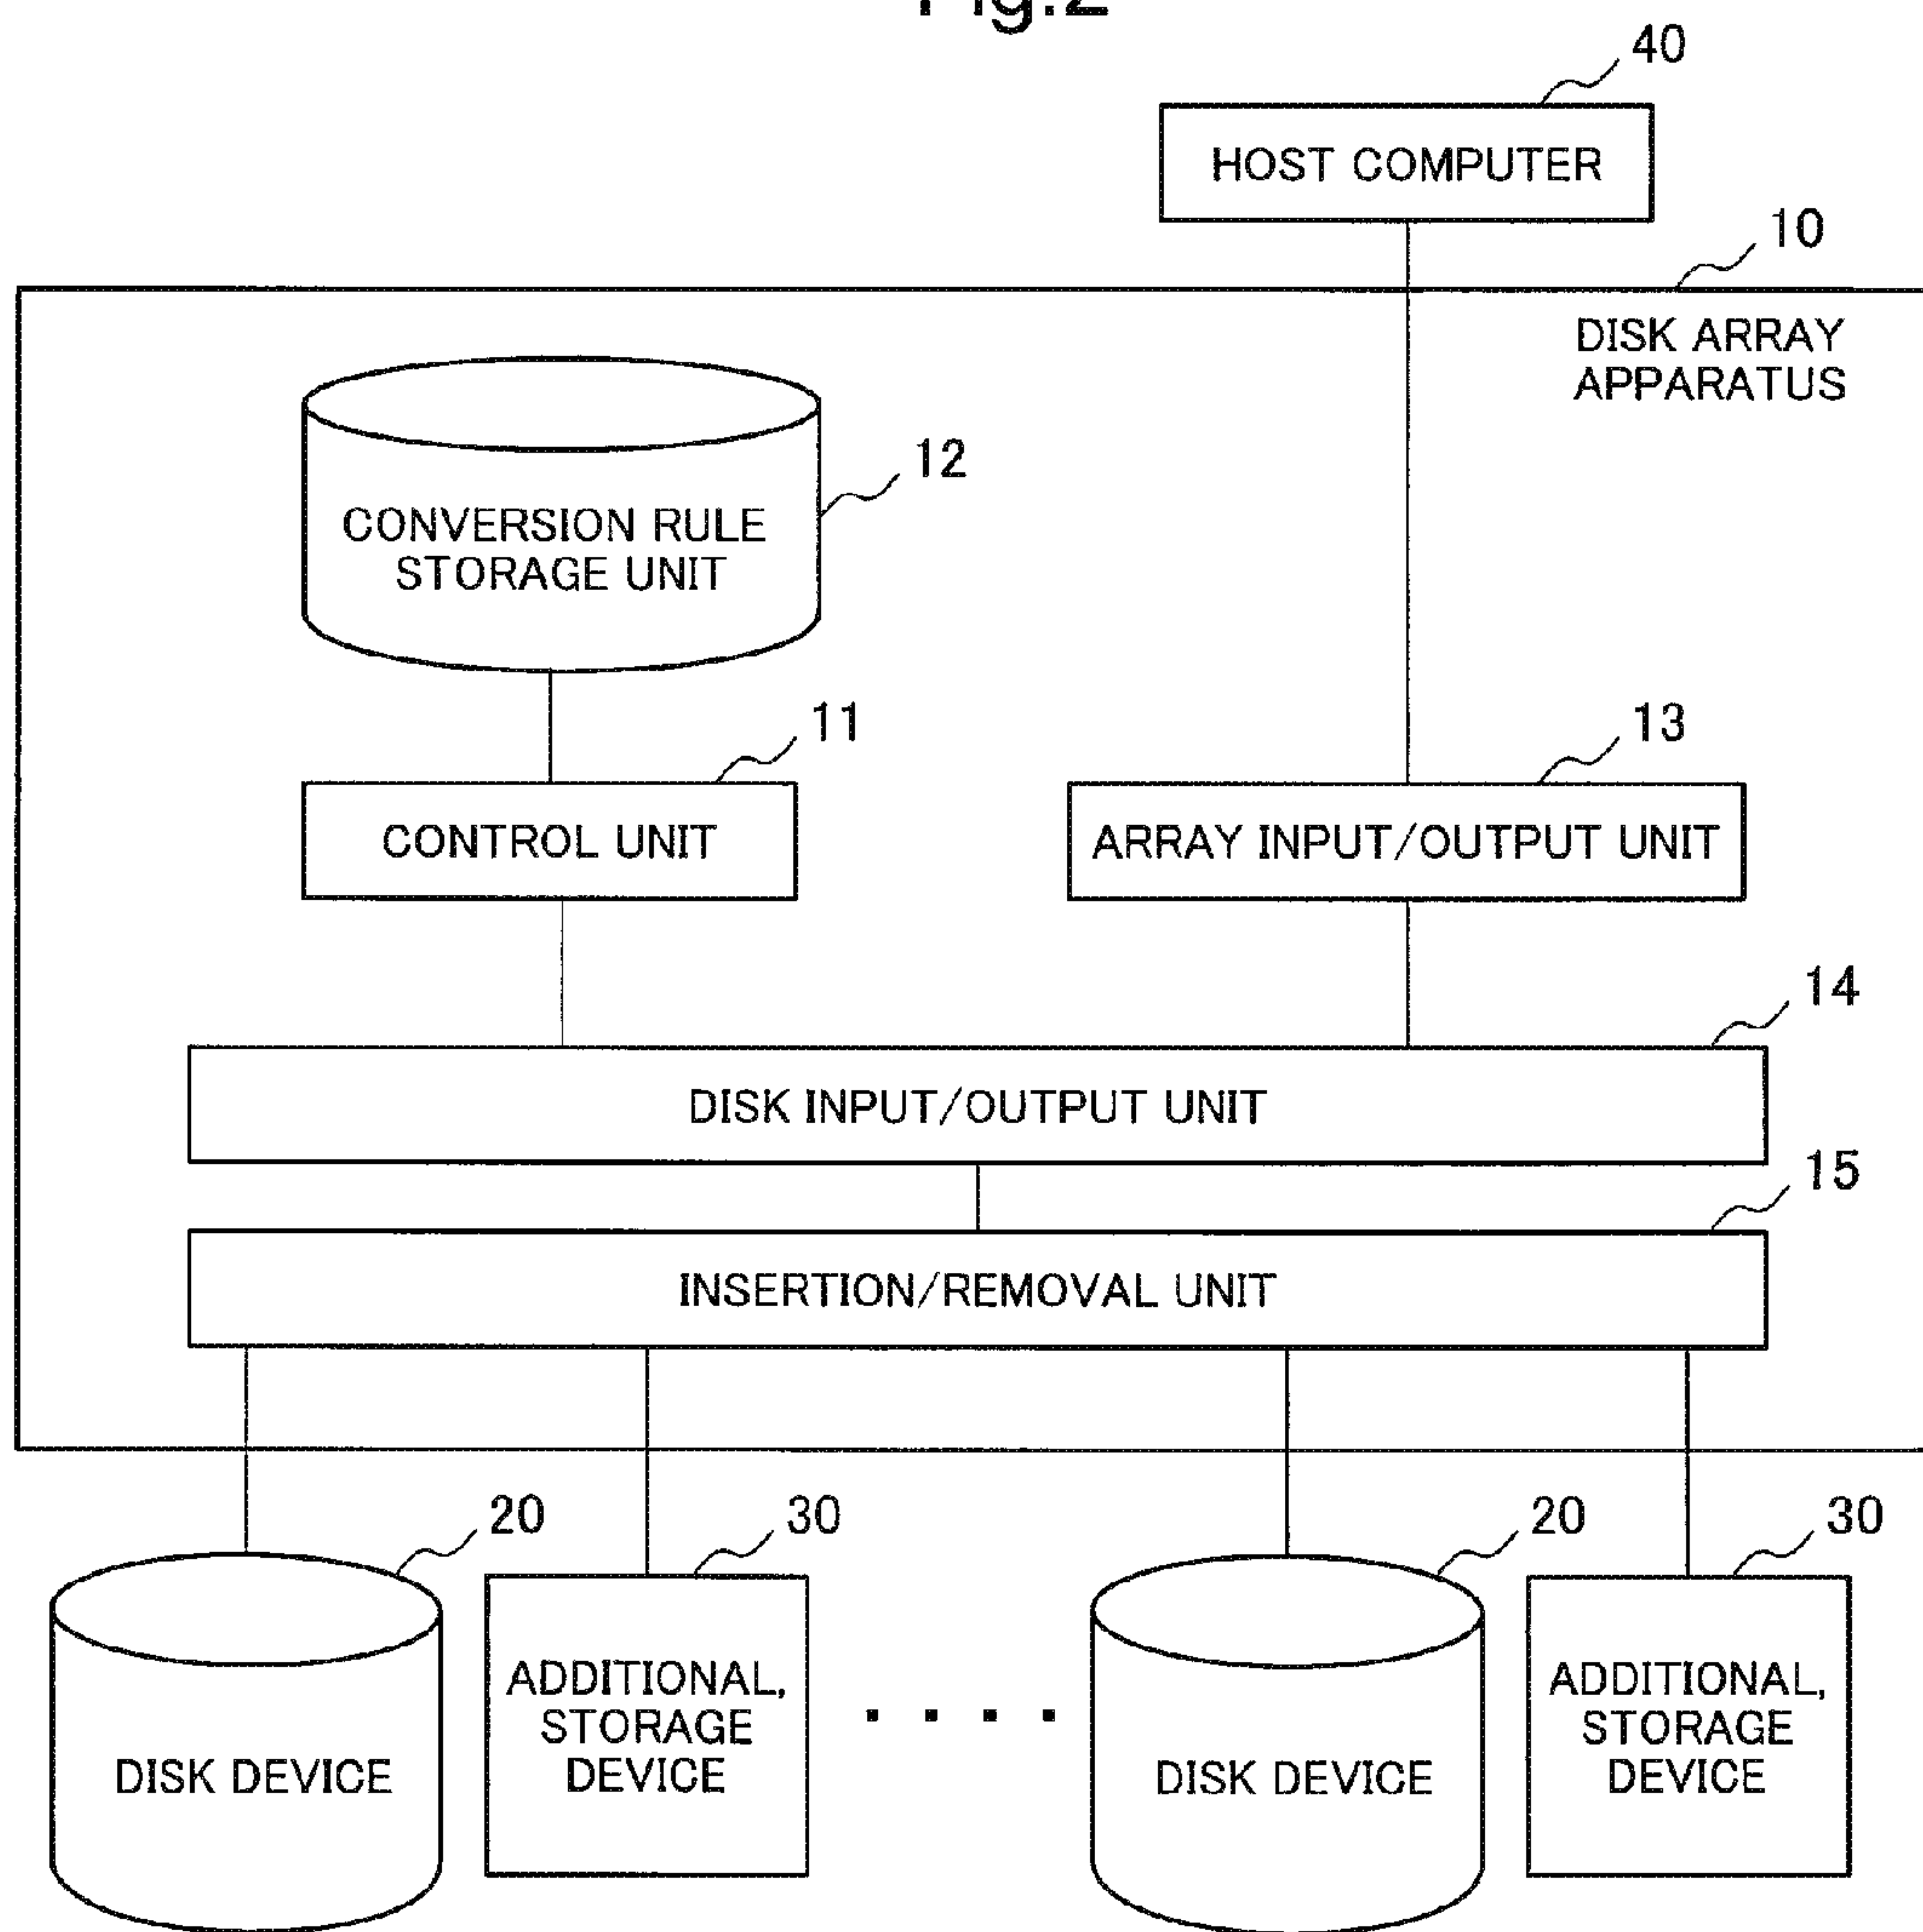 Fig.2
40
HOST COMPUTER
10
DISK ARRAY
APPARATUS
12
CONVERSION RULE
STORAGE UNIT
11
13
CONTROL UNIT
ARRAY INPUT/OUTPUT UNIT
14
DISK INPUT/OUTPUT UNIT
15
INSERTION/REMOVAL UNIT
20
30
20
30
DISK DEVICE
ADDITIONAL,
STORAGE
DEVICE
DISK DEVICE
ADDITIONAL,
STORAGE
DEVICE